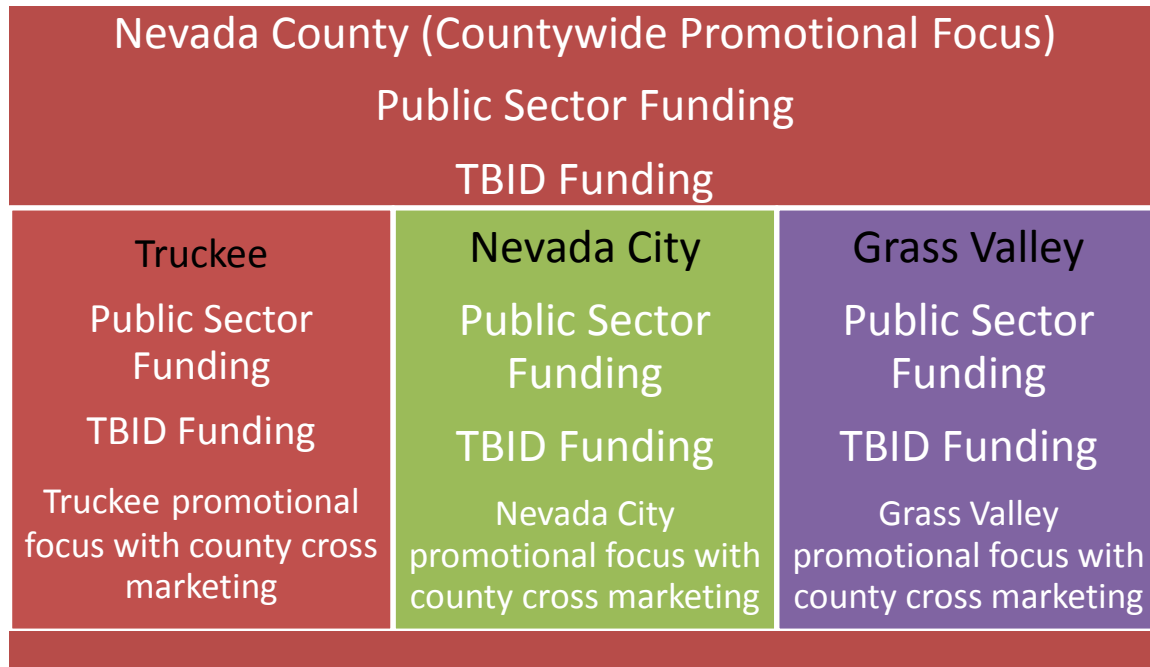 Nevada County (Countywide Promotional Focus)
Public Sector Funding
TBID Funding
Truckee
Public Sector
Funding
TBID Funding
Truckee promotional
focus with county cross
marketing
Nevada City
Public Sector
Funding
TBID Funding
Nevada City
promotional focus with
county cross marketing
Grass Valley
Public Sector
Funding
TBID Funding
Grass Valley
promotional focus with
county cross marketing